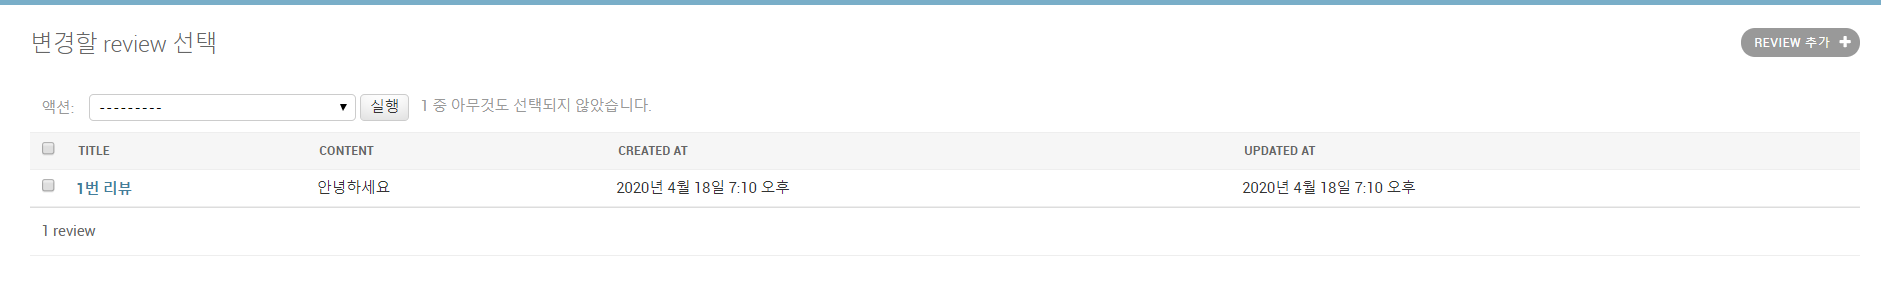 변경할 review 선택
REVIEW 추가 +
액션: --------- 실행 1 중 아무것도 선택되지 않았습니다.
TITLE CONTENT CREATED AT UPDATED AT
1번 리뷰 안녕하세요 2020년 4월 18일 7:10 오후 2020년 4월 18일 7:10 오후
1 review